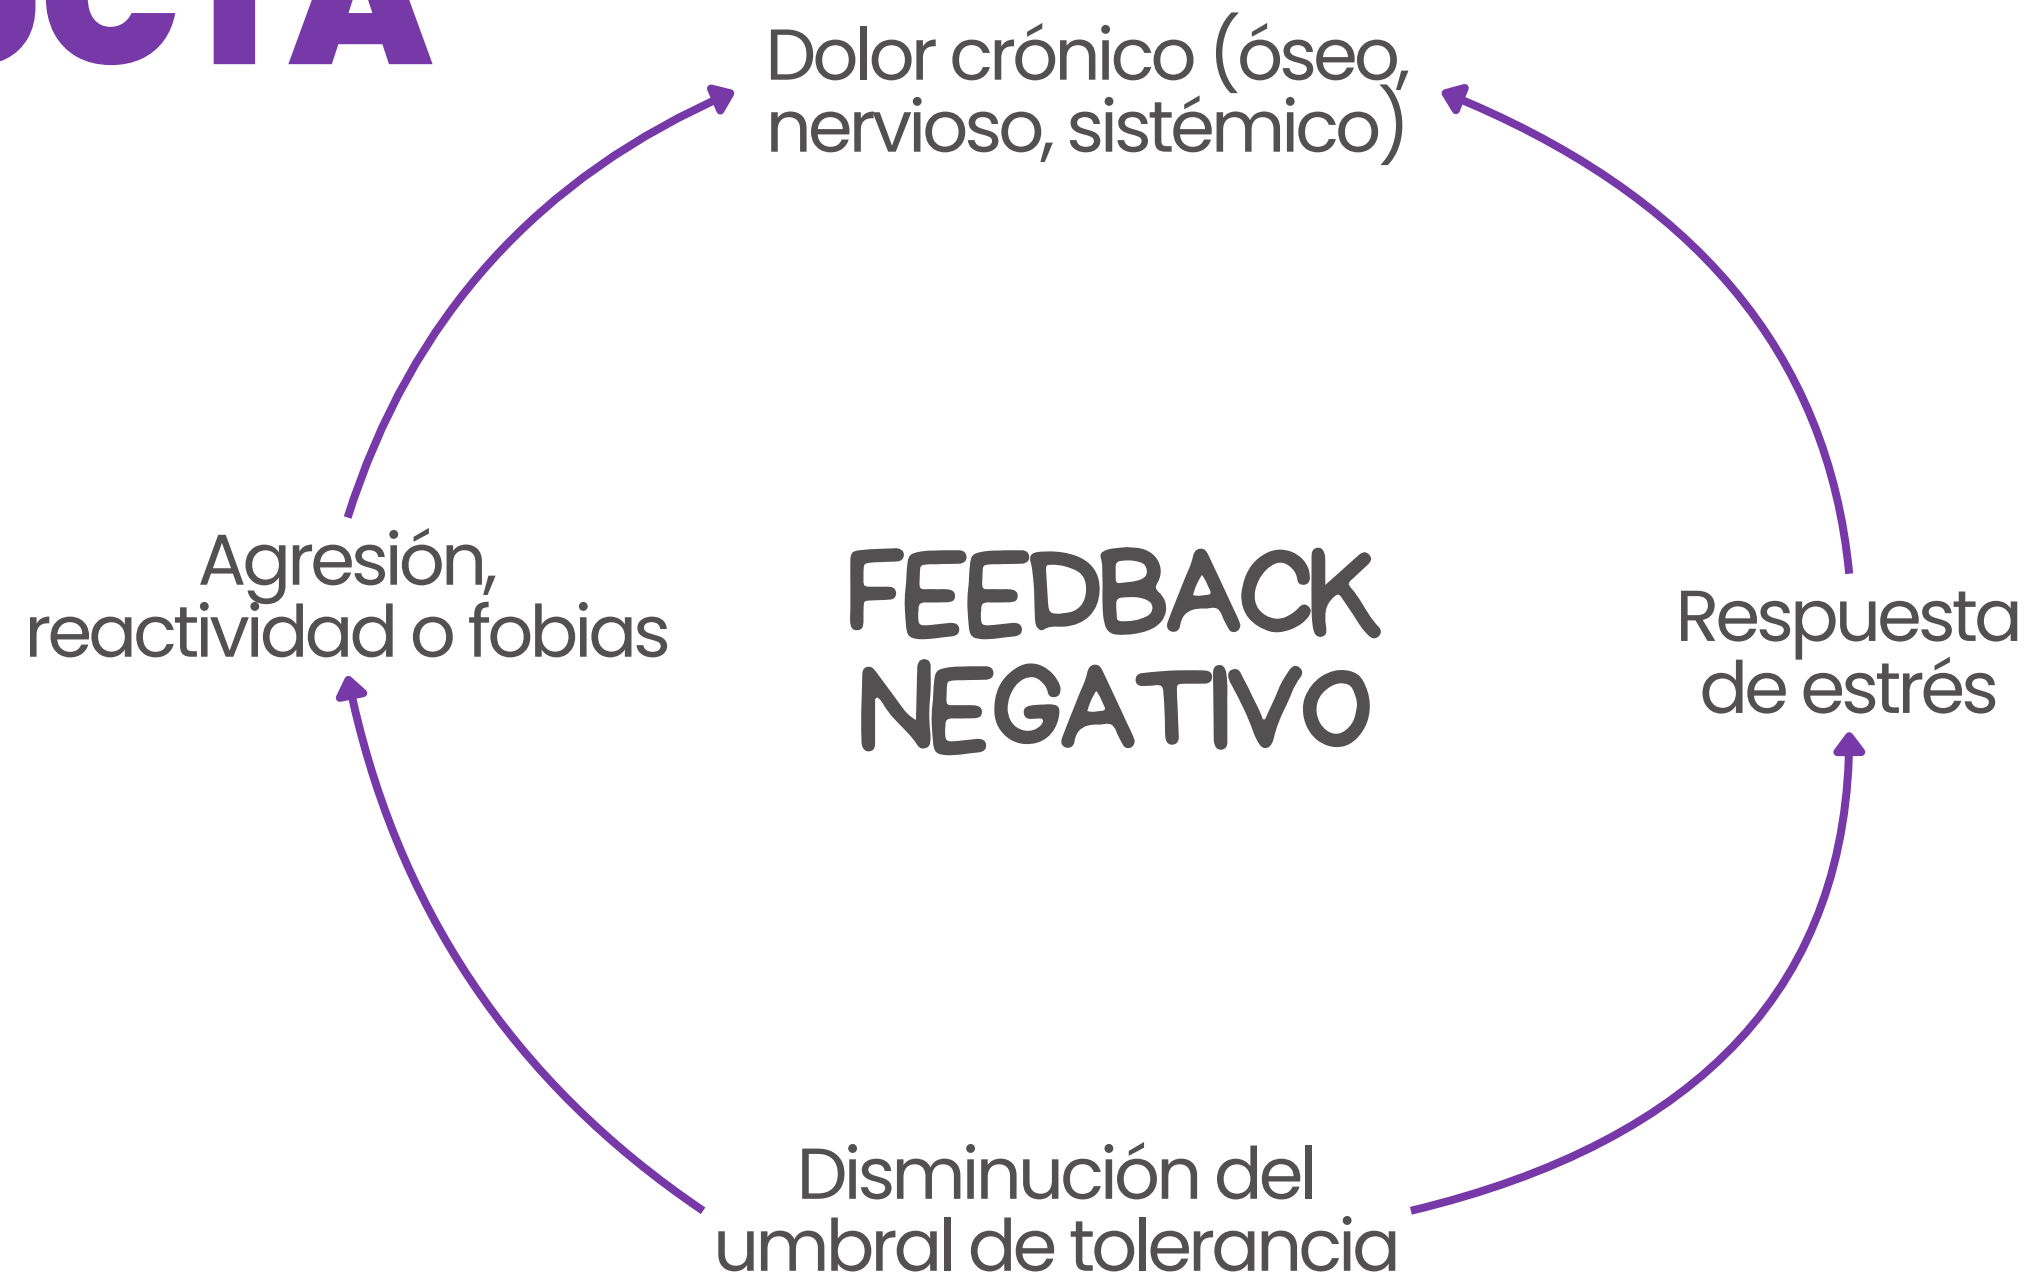 Dolor crónico (óseo,
nervioso, sistémico)
Agresión,
reactividad o fobias
FEEDBACK
NEGATIVO
Respuesta
de estrés
Disminución del
umbral de tolerancia